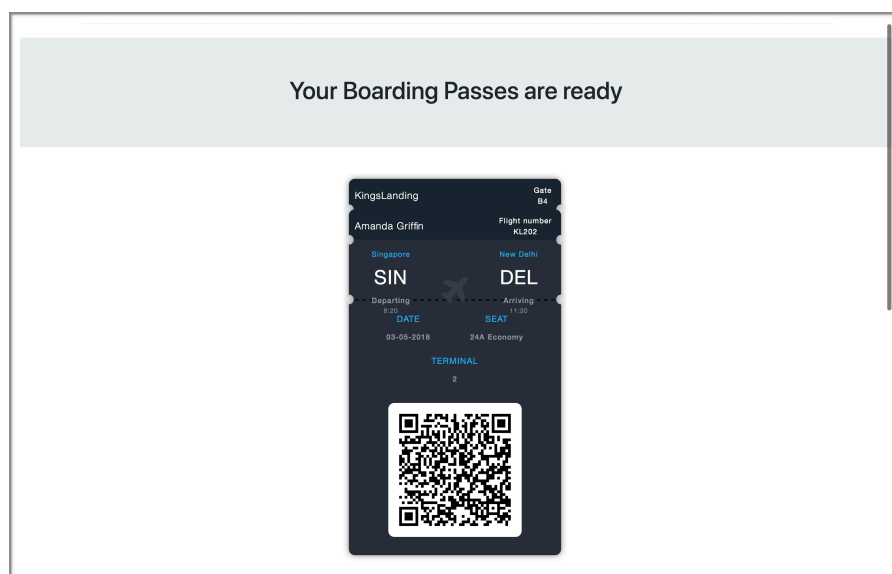 Your Boarding Passes are ready
KingsLanding
Gate
B4
Amanda Griffin
Flight number
KL202
Singapore
New Delhi
SIN
DEL
Departing
Arriving
8:20
11:30
DATE
SEAT
03-05-2018
24A Economy
TERMINAL
2